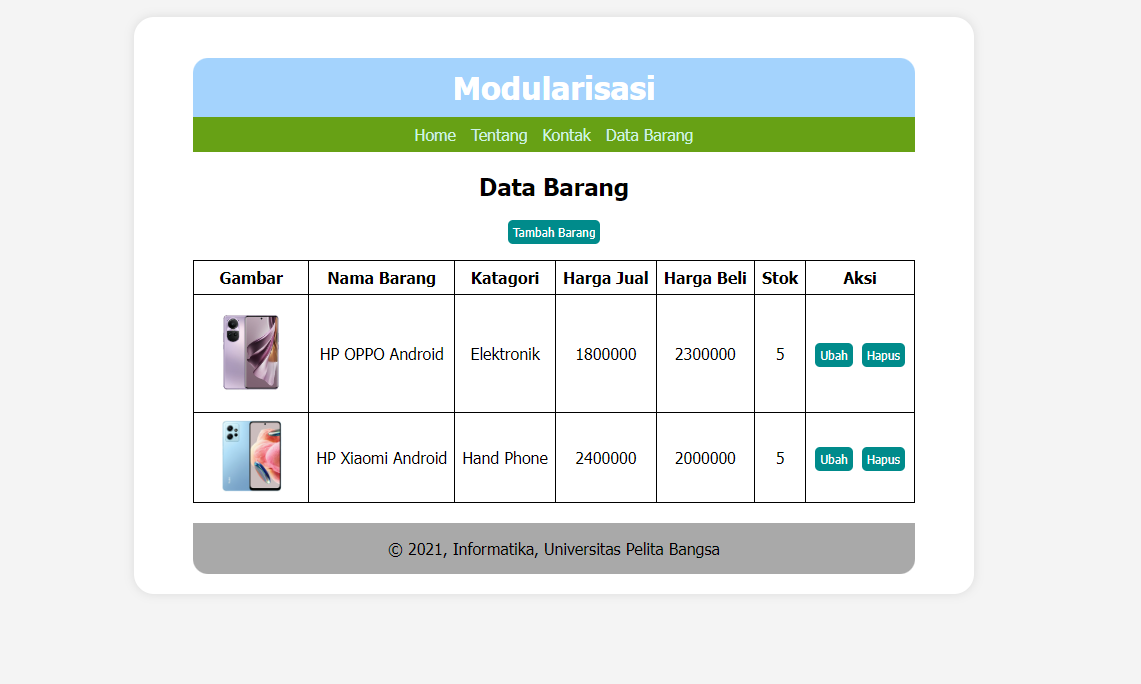 Modularisasi
Home Tentang Kontak Data Barang
Data Barang
Tambah Barang
Gambar Nama Barang Katagori Harga Jual Harga Beli Stok Aksi
HP OPPO Android Elektronik 1800000 2300000 5 Ubah Hapus
HP Xiaomi Android Hand Phone 2400000 2000000 5 Ubah Hapus
© 2021, Informatika, Universitas Pelita Bangsa